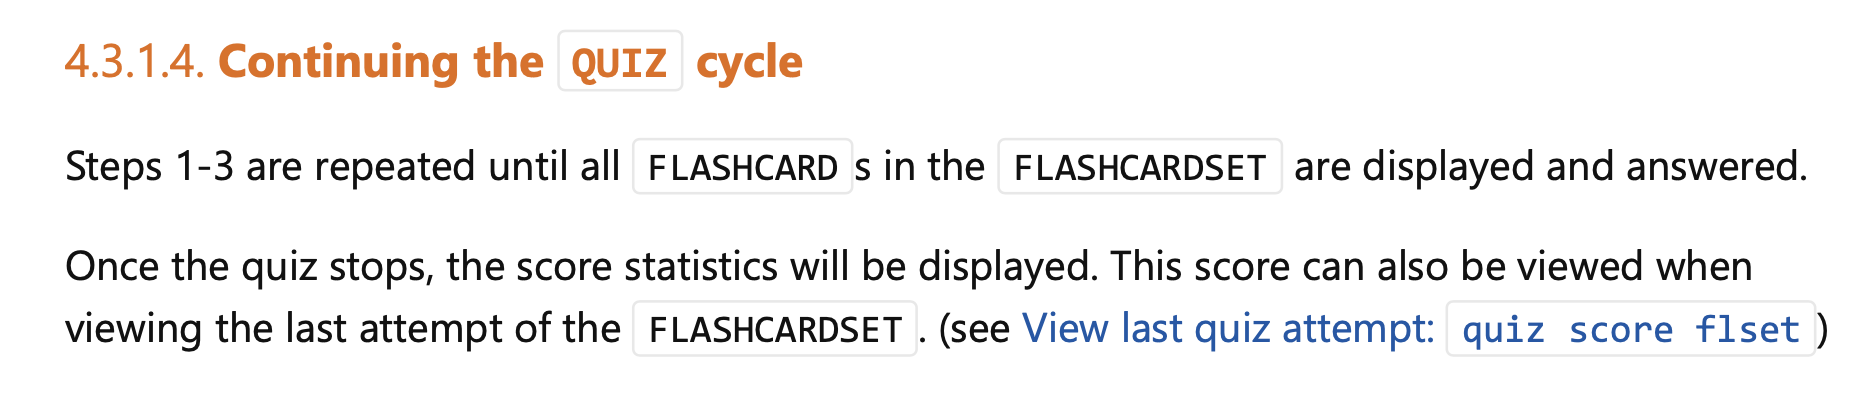 4.3.1.4. Continuing the QUIZ cycle
Steps 1-3 are repeated until all FLASHCARD s in the FLASHCARDSET are displayed and answered.
Once the quiz stops, the score statistics will be displayed. This score can also be viewed when
viewing the last attempt of the FLASHCARDSET . (see View last quiz attempt: quiz score flset )